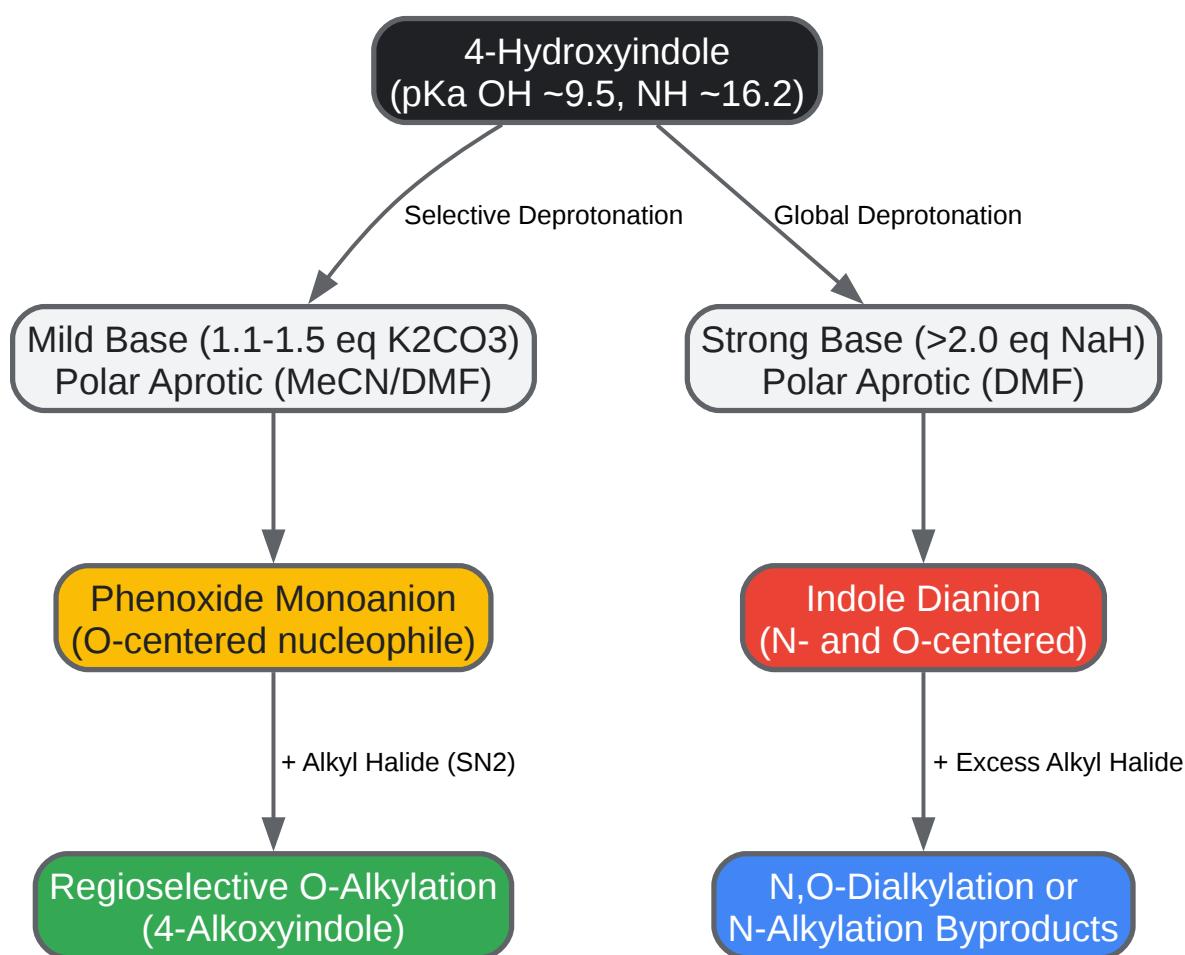 4-Hydroxyindole
(pKa OH ~9.5, NH ~16.2)
Selective Deprotonation
Global Deprotonation
Mild Base (1.1-1.5 eq K2CO3)
Polar Aprotic (MeCN/DMF)
Strong Base (>2.0 eq NaH)
Polar Aprotic (DMF)
Phenoxide Monoanion
(O-centered nucleophile)
Indole Dianion
(N- and O-centered)
+ Alkyl Halide (SN2)
+ Excess Alkyl Halide
Regioselective O-Alkylation
(4-Alkoxyindole)
N,O-Dialkylation or
N-Alkylation Byproducts